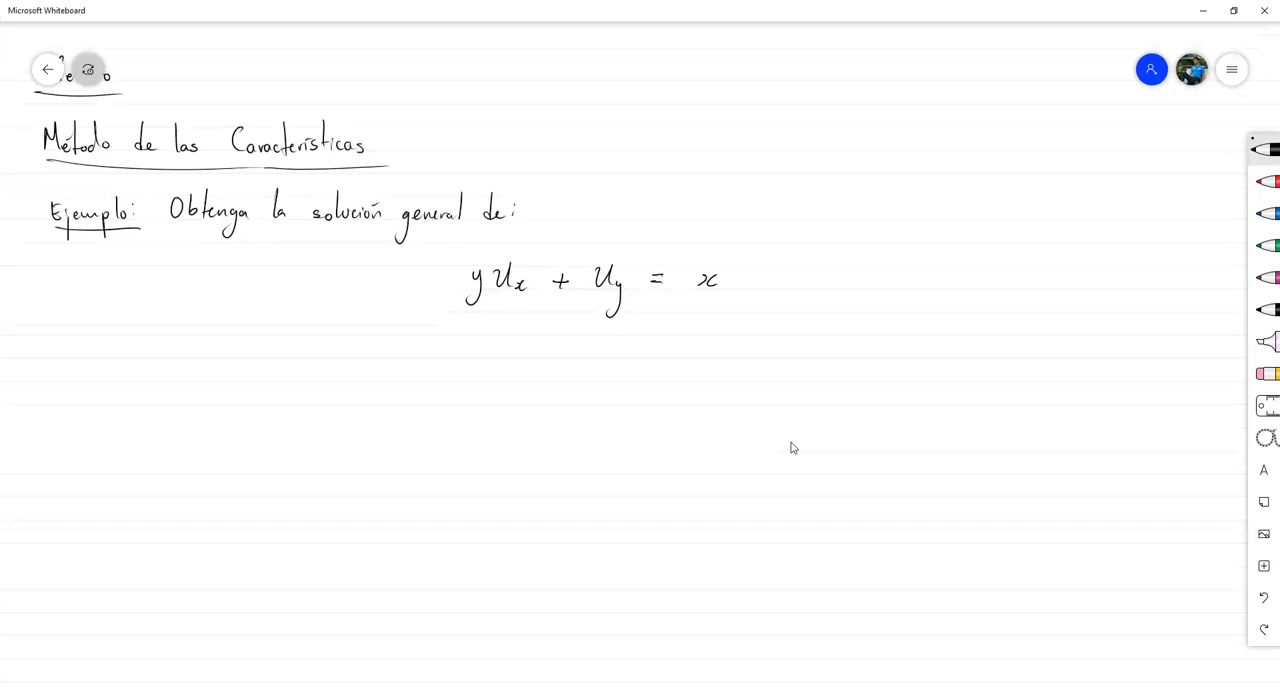 Microsoft Whiteboard
Método de las Características
Ejemplo: Obtenga la solución general de:
y u_x + u_y = x
A